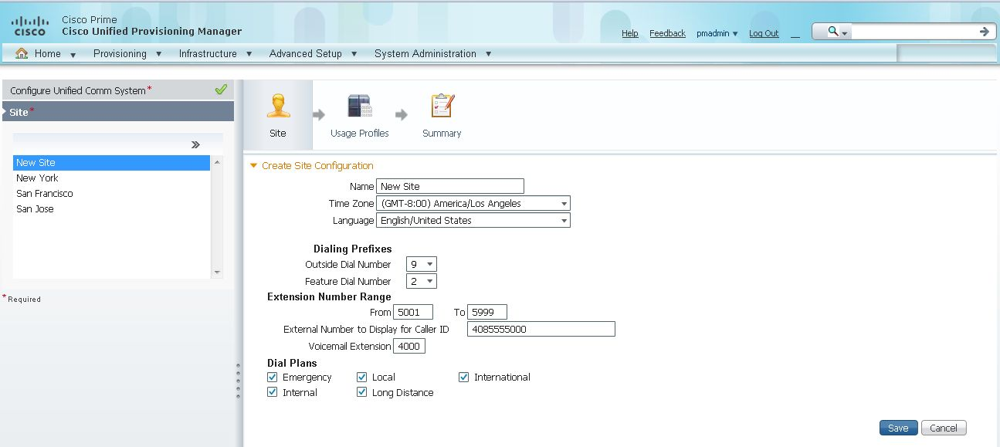 Cisco Prime
CISCO Cisco Unified Provisioning Manager
Help Feedback pmadmin Log Out
Home Provisioning Infrastructure Advanced Setup System Administration
Configure Unified Comm System*
Site*
New Site
New York
San Francisco
San Jose
* Required
Site Usage Profiles Summary
Create Site Configuration
Name New Site
Time Zone (GMT-8:00) America/Los Angeles
Language English/United States
Dialing Prefixes
Outside Dial Number 9
Feature Dial Number 2
Extension Number Range
From 5001 To 5999
External Number to Display for Caller ID 4085555000
Voicemail Extension 4000
Dial Plans
Emergency Local International
Internal Long Distance
Save Cancel